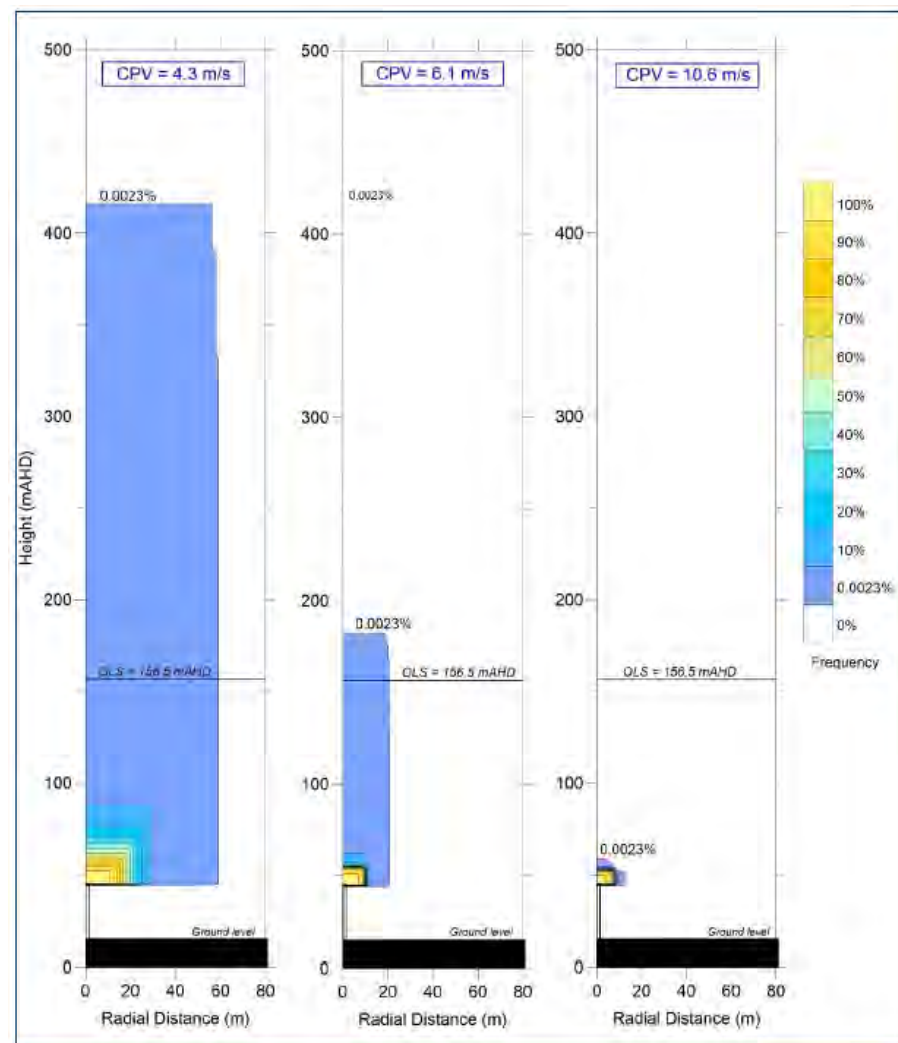 500
CPV = 4.3 m/s
0.0023%
400
300
Height (mAHD)
200
OLS = 156.5 mAHD
100
Ground level
0
0 20 40 60 80
Radial Distance (m)
500
CPV = 6.1 m/s
0.0023%
400
300
200
0.0023%
OLS = 156.5 mAHD
100
Ground level
0
0 20 40 60 80
Radial Distance (m)
500
CPV = 10.6 m/s
400
300
200
OLS = 156.5 mAHD
100
0.0023%
Ground level
0
0 20 40 60 80
Radial Distance (m)
100%
90%
80%
70%
60%
50%
40%
30%
20%
10%
0.0023%
0%
Frequency